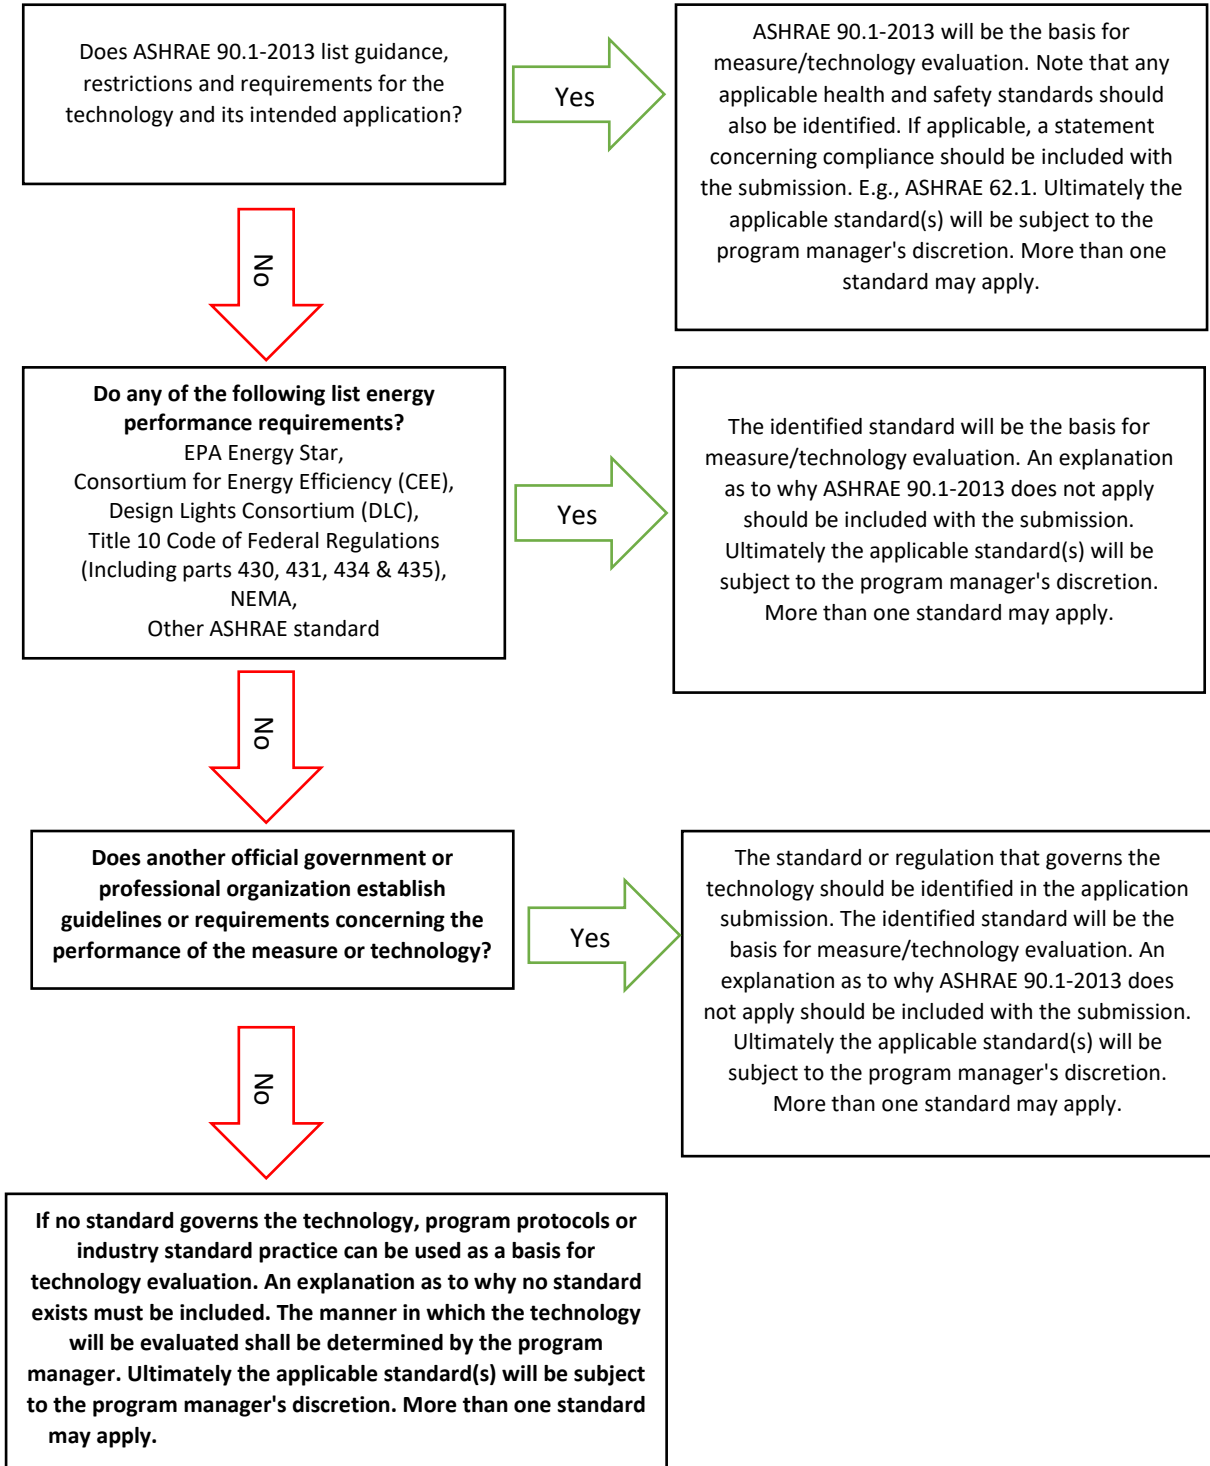 Does ASHRAE 90.1-2013 list guidance,
restrictions and requirements for the
technology and its intended application?
Yes
ASHRAE 90.1-2013 will be the basis for
measure/technology evaluation. Note that any
applicable health and safety standards should
also be identified. If applicable, a statement
concerning compliance should be included with
the submission. E.g., ASHRAE 62.1. Ultimately the
applicable standard(s) will be subject to the
program manager's discretion. More than one
standard may apply.
No
Do any of the following list energy
performance requirements?
EPA Energy Star,
Consortium for Energy Efficiency (CEE),
Design Lights Consortium (DLC),
Title 10 Code of Federal Regulations
(Including parts 430, 431, 434 & 435),
NEMA,
Other ASHRAE standard
Yes
The identified standard will be the basis for
measure/technology evaluation. An explanation
as to why ASHRAE 90.1-2013 does not apply
should be included with the submission.
Ultimately the applicable standard(s) will be
subject to the program manager's discretion.
More than one standard may apply.
No
Does another official government or
professional organization establish
guidelines or requirements concerning the
performance of the measure or technology?
Yes
The standard or regulation that governs the
technology should be identified in the application
submission. The identified standard will be the
basis for measure/technology evaluation. An
explanation as to why ASHRAE 90.1-2013 does
not apply should be included with the submission.
Ultimately the applicable standard(s) will be
subject to the program manager's discretion.
More than one standard may apply.
No
If no standard governs the technology, program protocols or
industry standard practice can be used as a basis for
technology evaluation. An explanation as to why no standard
exists must be included. The manner in which the technology
will be evaluated shall be determined by the program
manager. Ultimately the applicable standard(s) will be subject
to the program manager's discretion. More than one standard
may apply.